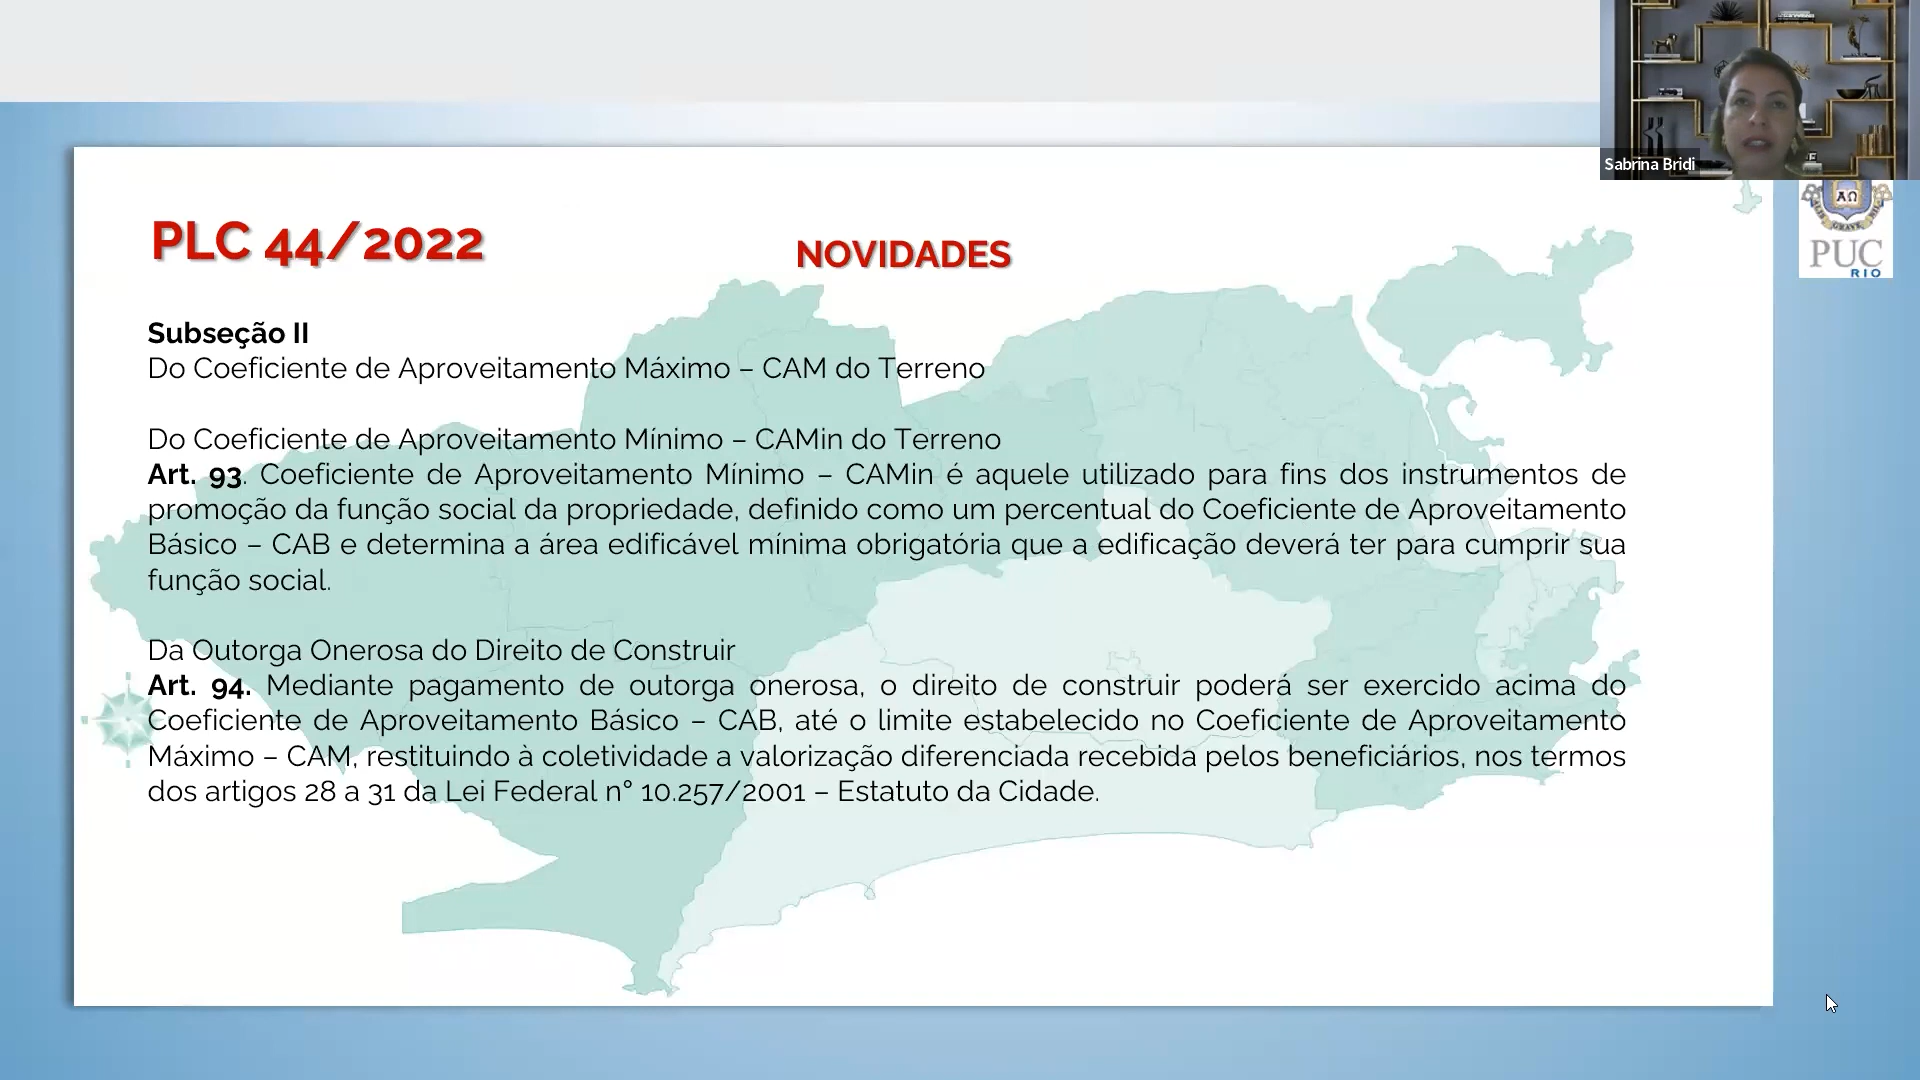 Sabrina Bridi
ΑΩ
PUC
RIO
PLC 44/2022
NOVIDADES
Subseção II
Do Coeficiente de Aproveitamento Máximo – CAM do Terreno
Do Coeficiente de Aproveitamento Mínimo – CAMin do Terreno
Art. 93. Coeficiente de Aproveitamento Mínimo – CAMin é aquele utilizado para fins dos instrumentos de
promoção da função social da propriedade, definido como um percentual do Coeficiente de Aproveitamento
Básico – CAB e determina a área edificável mínima obrigatória que a edificação deverá ter para cumprir sua
função social.
Da Outorga Onerosa do Direito de Construir
Art. 94. Mediante pagamento de outorga onerosa, o direito de construir poderá ser exercido acima do
Coeficiente de Aproveitamento Básico – CAB, até o limite estabelecido no Coeficiente de Aproveitamento
Máximo – CAM, restituindo à coletividade a valorização diferenciada recebida pelos beneficiários, nos termos
dos artigos 28 a 31 da Lei Federal nº 10.257/2001 – Estatuto da Cidade.